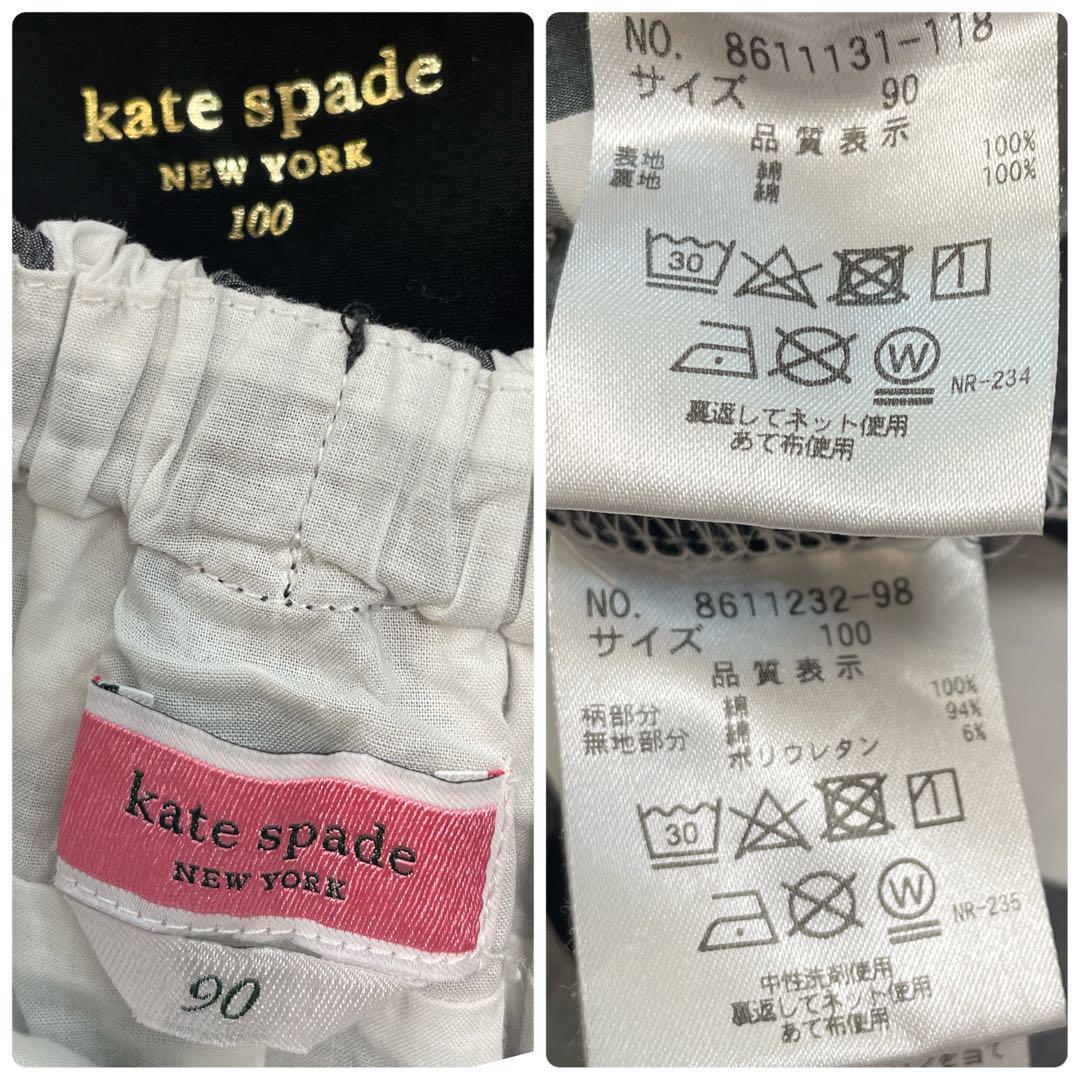 kate spade
NEW YORK
100
kate spade
NEW YORK
90
NO. 8611131-118
サイズ 90
品質表示
表地 綿 100%
裏地 綿 100%
30
W
NR-234
裏返してネット使用
あて布使用
NO. 8611232-98
サイズ 100
品質表示
柄部分 綿 100%
無地部分 綿 94%
ポリウレタン 6%
30
W
NR-235
中性洗剤使用
裏返してネット使用
あて布使用